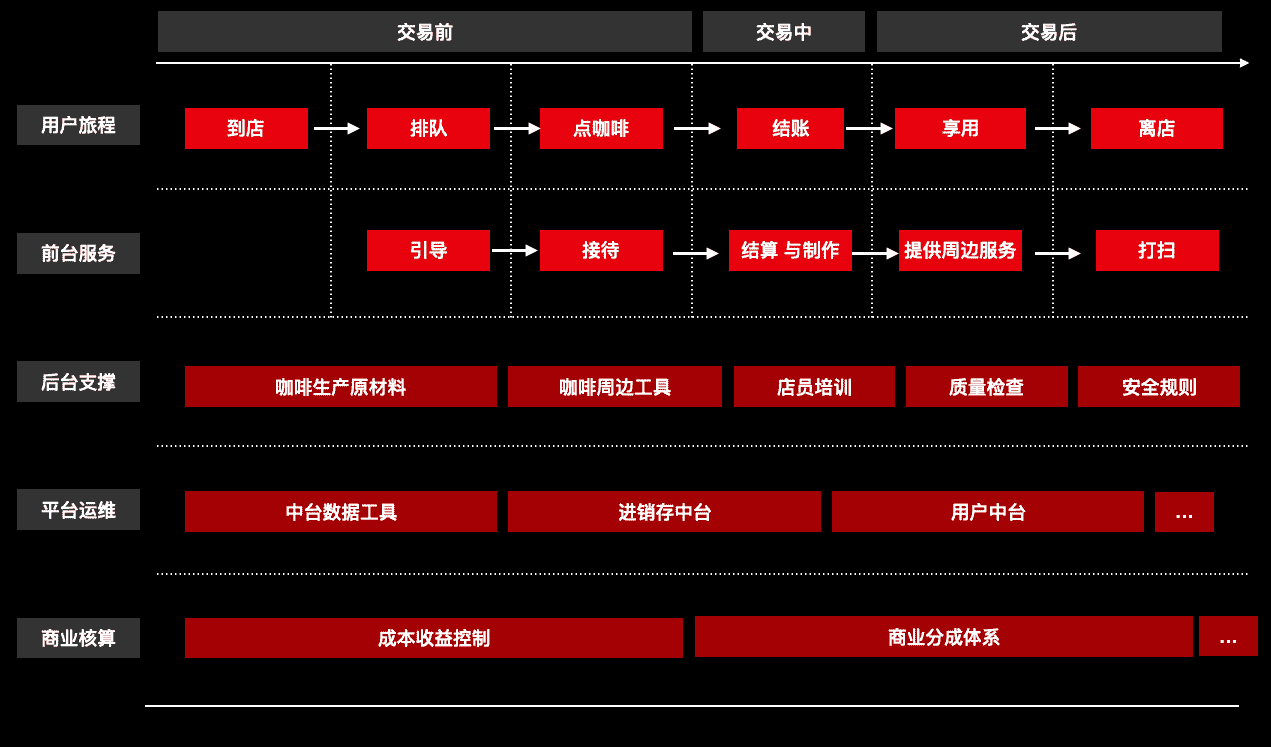 交易前
交易中
交易后
用户旅程
到店
排队
点咖啡
结账
享用
离店
前台服务
引导
接待
结算 与制作
提供周边服务
打扫
后台支撑
咖啡生产原材料
咖啡周边工具
店员培训
质量检查
安全规则
平台运维
中台数据工具
进销存中台
用户中台
...
商业核算
成本收益控制
商业分成体系
...